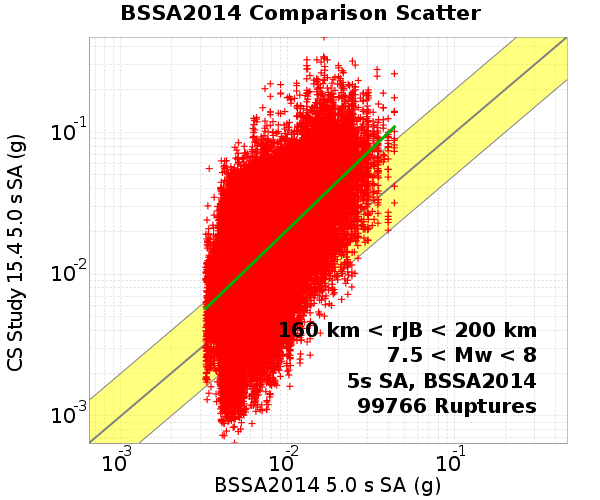 BSSA2014 Comparison Scatter
CS Study 15.4 5.0 s SA (g)
10-1
10-2
10-3
160 km < rJB < 200 km
7.5 < Mw < 8
5s SA, BSSA2014
99766 Ruptures
10-3 10-2 10-1
BSSA2014 5.0 s SA (g)